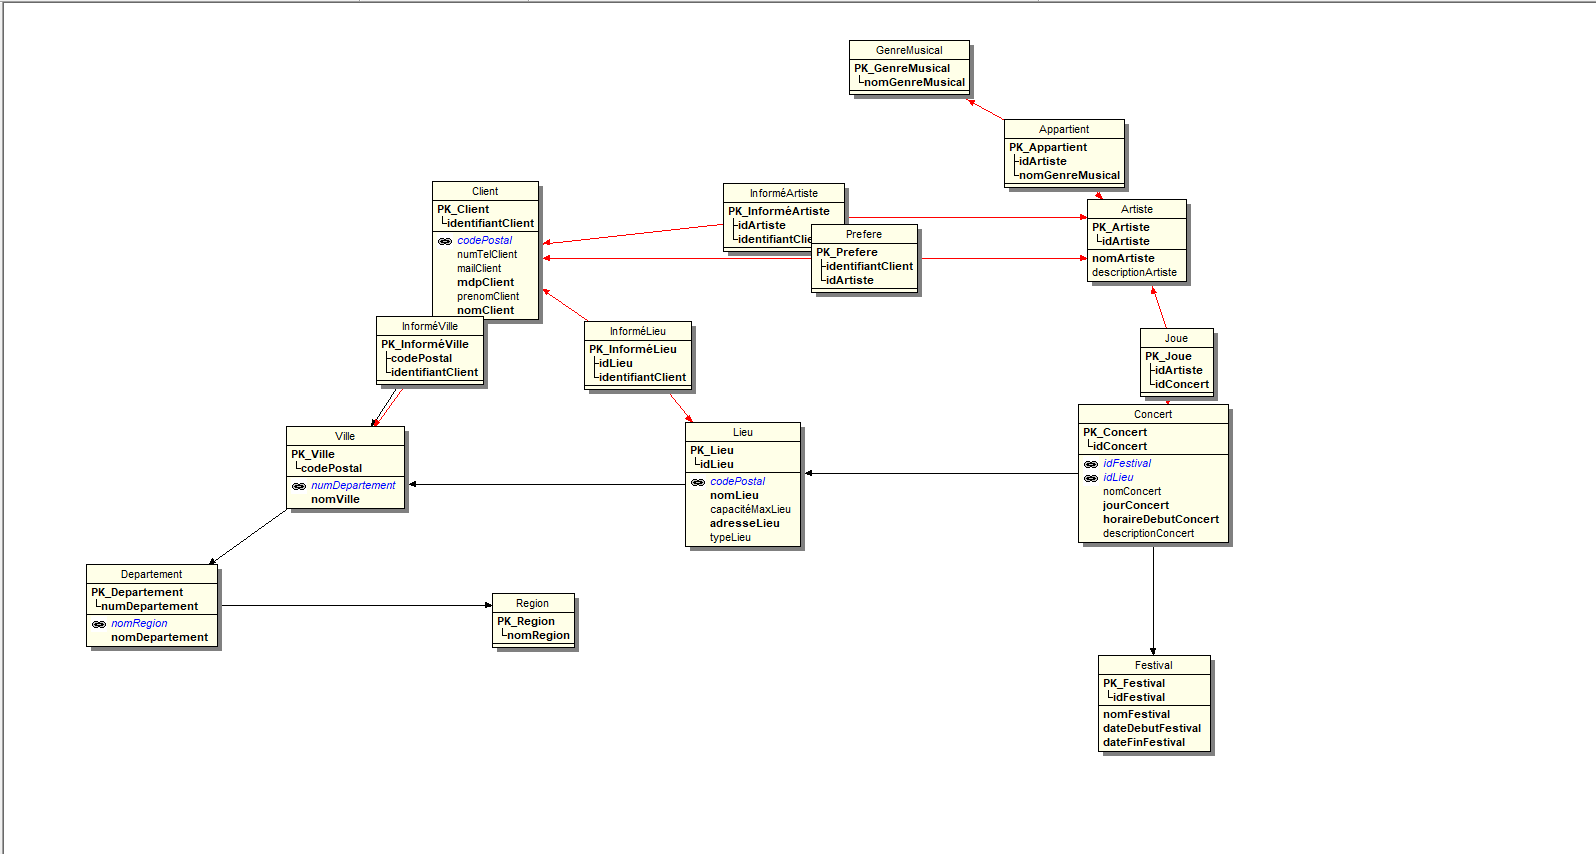 GenreMusical
PK_GenreMusical
nomGenreMusical
Appartient
PK_Appartient
idArtiste
nomGenreMusical
Client
PK_Client
identifiantClient
codePostal
numTelClient
mailClient
mdpClient
prenomClient
nomClient
InforméArtiste
PK_InforméArtiste
idArtiste
identifiantClie
Prefere
PK_Prefere
identifiantClient
idArtiste
Artiste
PK_Artiste
idArtiste
nomArtiste
descriptionArtiste
InforméVille
PK_InforméVille
codePostal
identifiantClient
InforméLieu
PK_InforméLieu
idLieu
identifiantClient
Joue
PK_Joue
idArtiste
idConcert
Ville
PK_Ville
codePostal
numDepartement
nomVille
Lieu
PK_Lieu
idLieu
codePostal
nomLieu
capacitéMaxLieu
adresseLieu
typeLieu
Concert
PK_Concert
idConcert
idFestival
idLieu
nomConcert
jourConcert
horaireDebutConcert
descriptionConcert
Departement
PK_Departement
numDepartement
nomRegion
nomDepartement
Region
PK_Region
nomRegion
Festival
PK_Festival
idFestival
nomFestival
dateDebutFestival
dateFinFestival